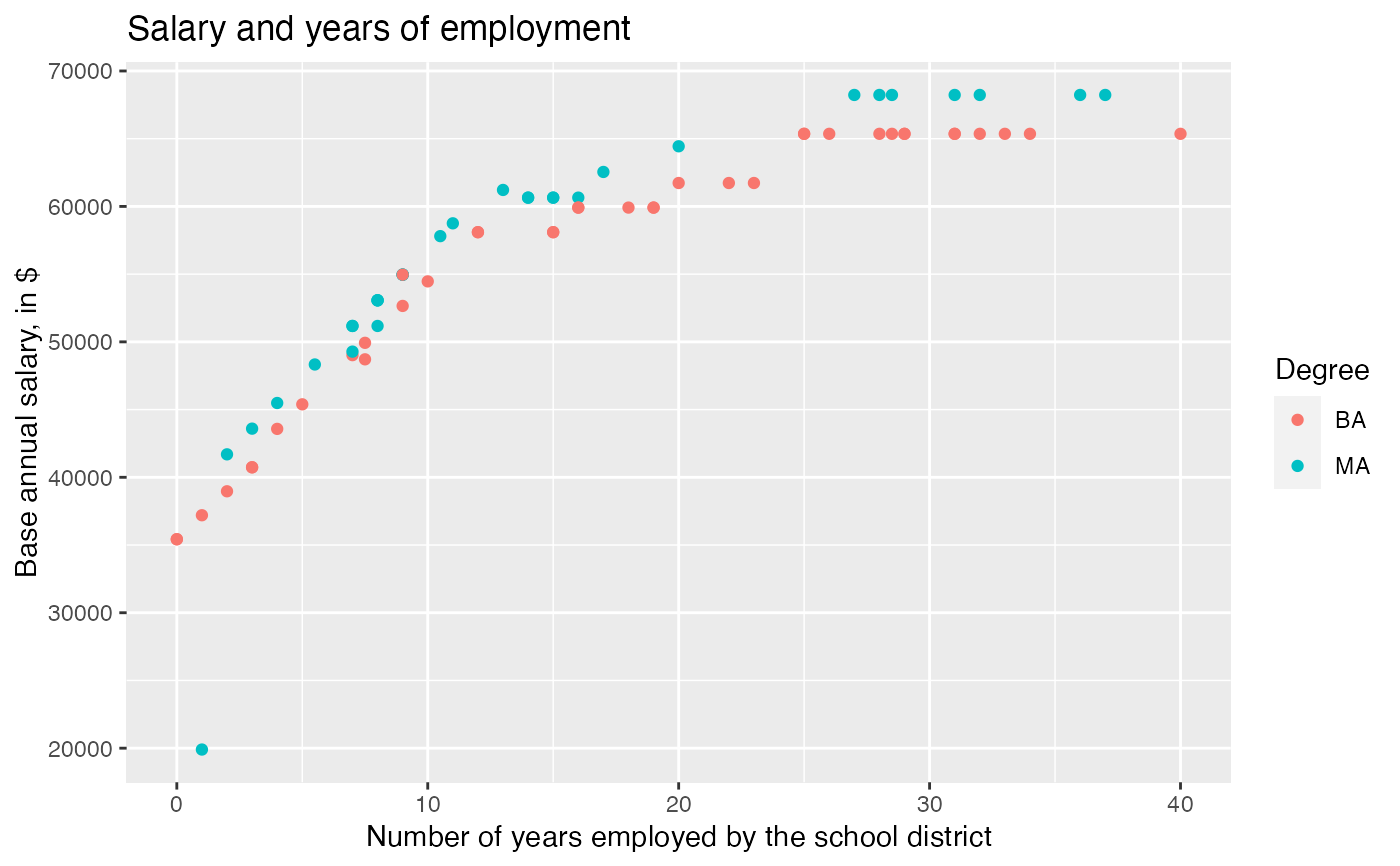 Salary and years of employment
70000
60000
50000
40000
30000
20000
Base annual salary, in $
0 10 20 30 40
Number of years employed by the school district
Degree
BA
MA